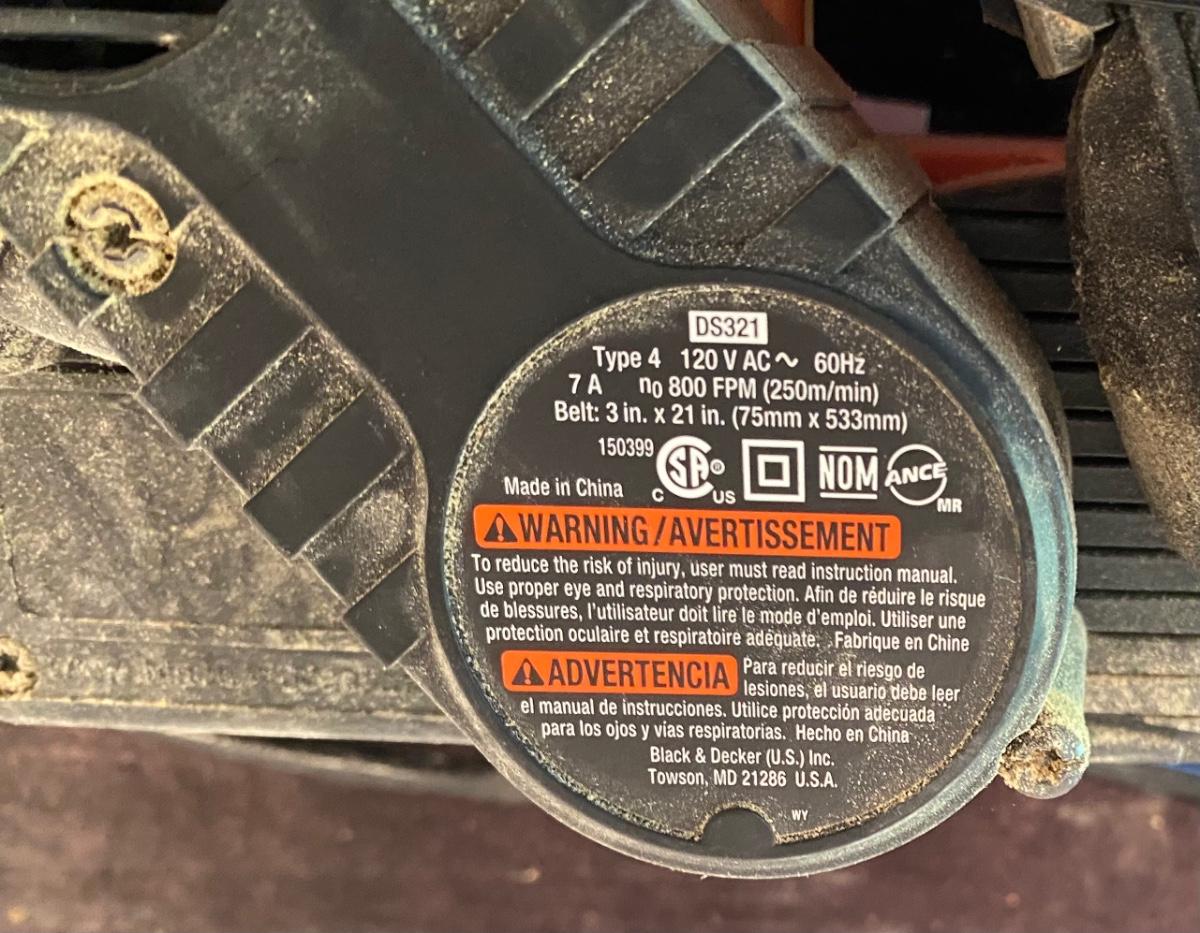 DS321
Type 4 120 V AC ~ 60Hz
7 A n0 800 FPM (250m/min)
Belt: 3 in. x 21 in. (75mm x 533mm)
150399 C SA® US NOM ANCE MR
Made in China
WARNING/AVERTISSEMENT
To reduce the risk of injury, user must read instruction manual.
Use proper eye and respiratory protection. Afin de réduire le risque
de blessures, l'utilisateur doit lire le mode d'emploi. Utiliser une
protection oculaire et respiratoire adéquate. Fabrique en Chine
ADVERTENCIA Para reducir el riesgo de
lesiones, el usuario debe leer
el manual de instrucciones. Utilice protección adecuada
para los ojos y vías respiratorias. Hecho en China
Black & Decker (U.S.) Inc.
Towson, MD 21286 U.S.A.
WY